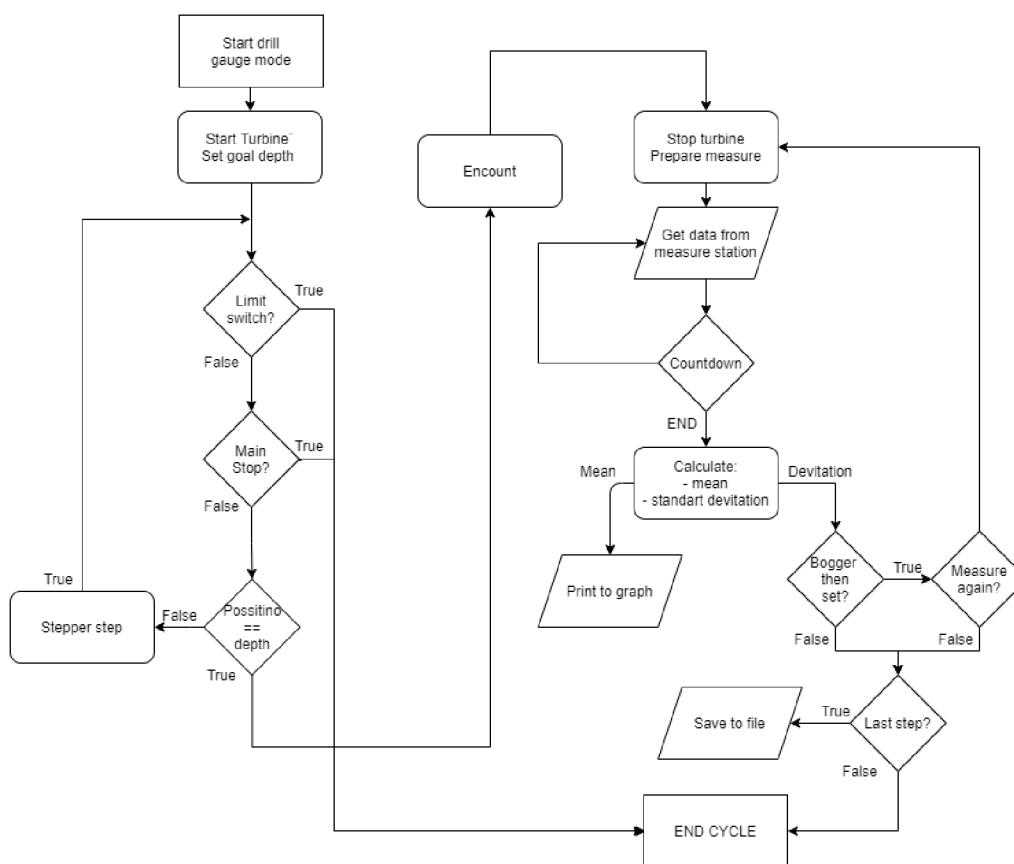 Start drill
gauge mode
Start Turbine
Set goal depth
Limit
switch?
True
False
Main
Stop?
True
False
Possitino
==
depth
False
True
Stepper step
True
Encount
Stop turbine
Prepare measure
Get data from
measure station
Countdown
END
Calculate:
- mean
- standart devitation
Mean
Devitation
Print to graph
Bogger
then
set?
True
False
Measure
again?
False
Last step?
True
False
Save to file
END CYCLE